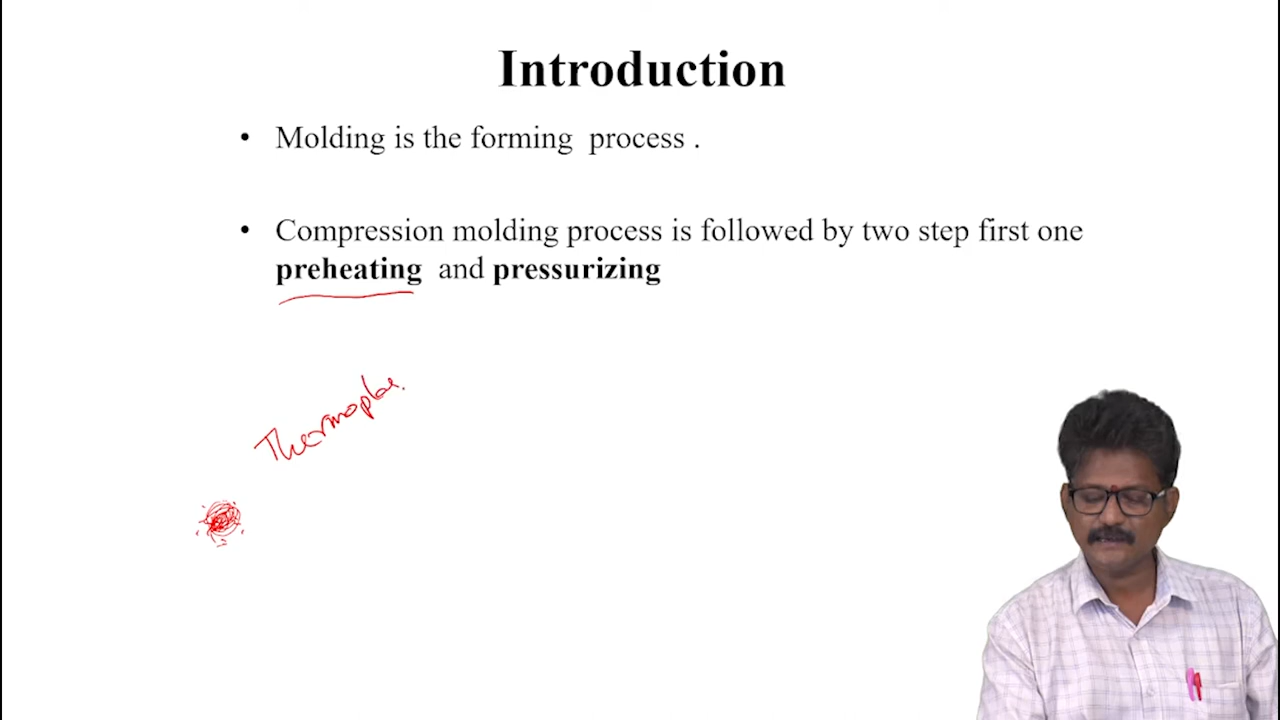 Introduction
• Molding is the forming process .
• Compression molding process is followed by two step first one
preheating and pressurizing
Thermoplas.